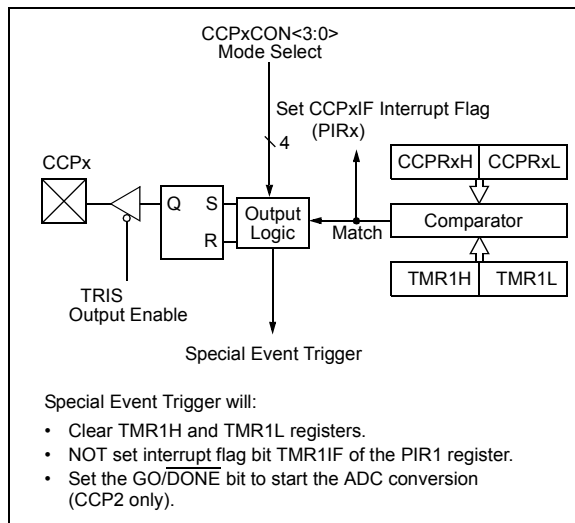 CCPxCON<3:0>
Mode Select
Set CCPxIF Interrupt Flag
(PIRx)
4
CCPx
CCPRxH CCPRxL
Q S
R
Output
Logic
Match
Comparator
TRIS
Output Enable
TMR1H TMR1L
Special Event Trigger
Special Event Trigger will:
• Clear TMR1H and TMR1L registers.
• NOT set interrupt flag bit TMR1IF of the PIR1 register.
• Set the GO/DONE bit to start the ADC conversion
(CCP2 only).